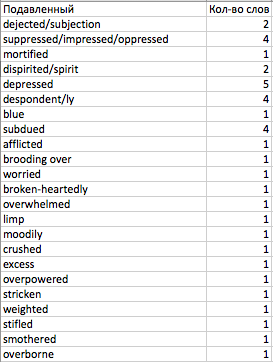 Подавленный Кол-во слов
dejected/subjection 2
suppressed/impressed/oppressed 4
mortified 1
dispirited/spirit 2
depressed 5
despondent/ly 4
blue 1
subdued 4
afflicted 1
brooding over 1
worried 1
broken-heartedly 1
overwhelmed 1
limp 1
moodily 1
crushed 1
excess 1
overpowered 1
stricken 1
weighted 1
stifled 1
smothered 1
overborne 1